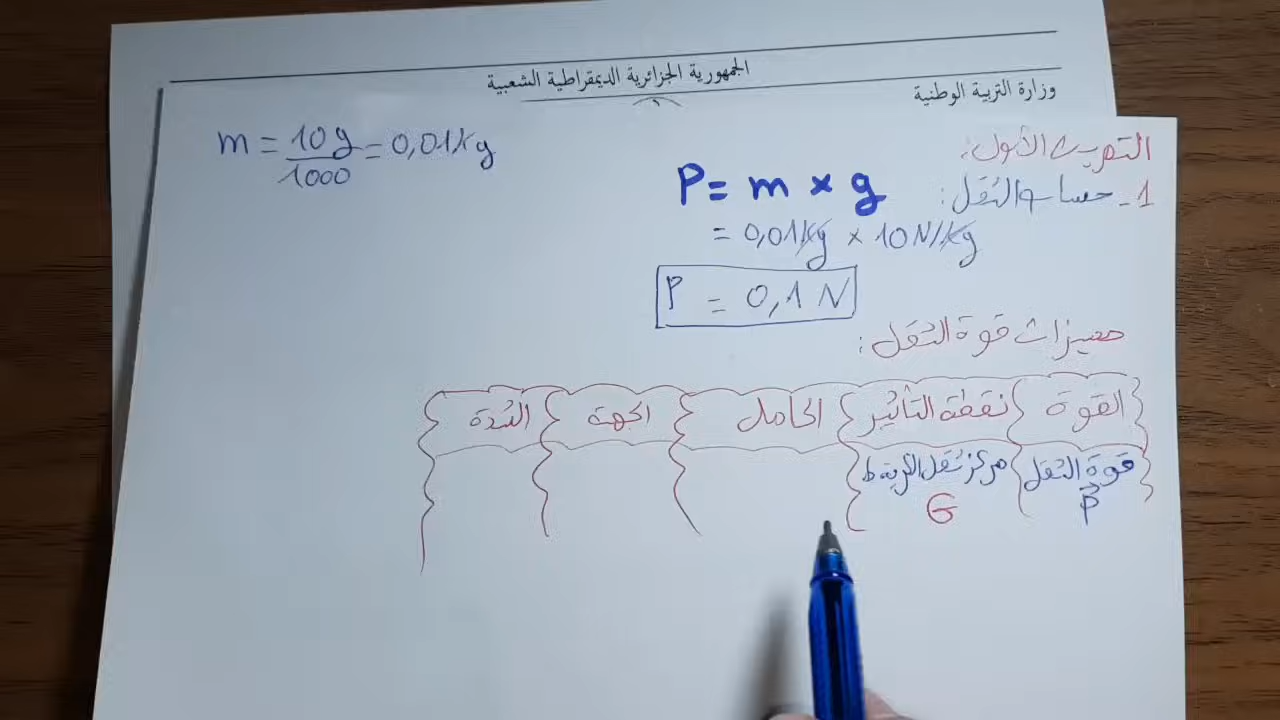 الجمهورية الجزائرية الديمقراطية الشعبية
وزارة التربية الوطنية
التمرين الأول:
1- حساب الثقل:
P = m × g
= 0,01kg × 10N/kg
P = 0,1 N
m = 10g/1000 = 0,01kg
مميزات قوة الثقل:
القوة نقطة التأثير الحامل الجهة الشدة
قوة الثقل P⃗ مركز ثقل الكرية ط G